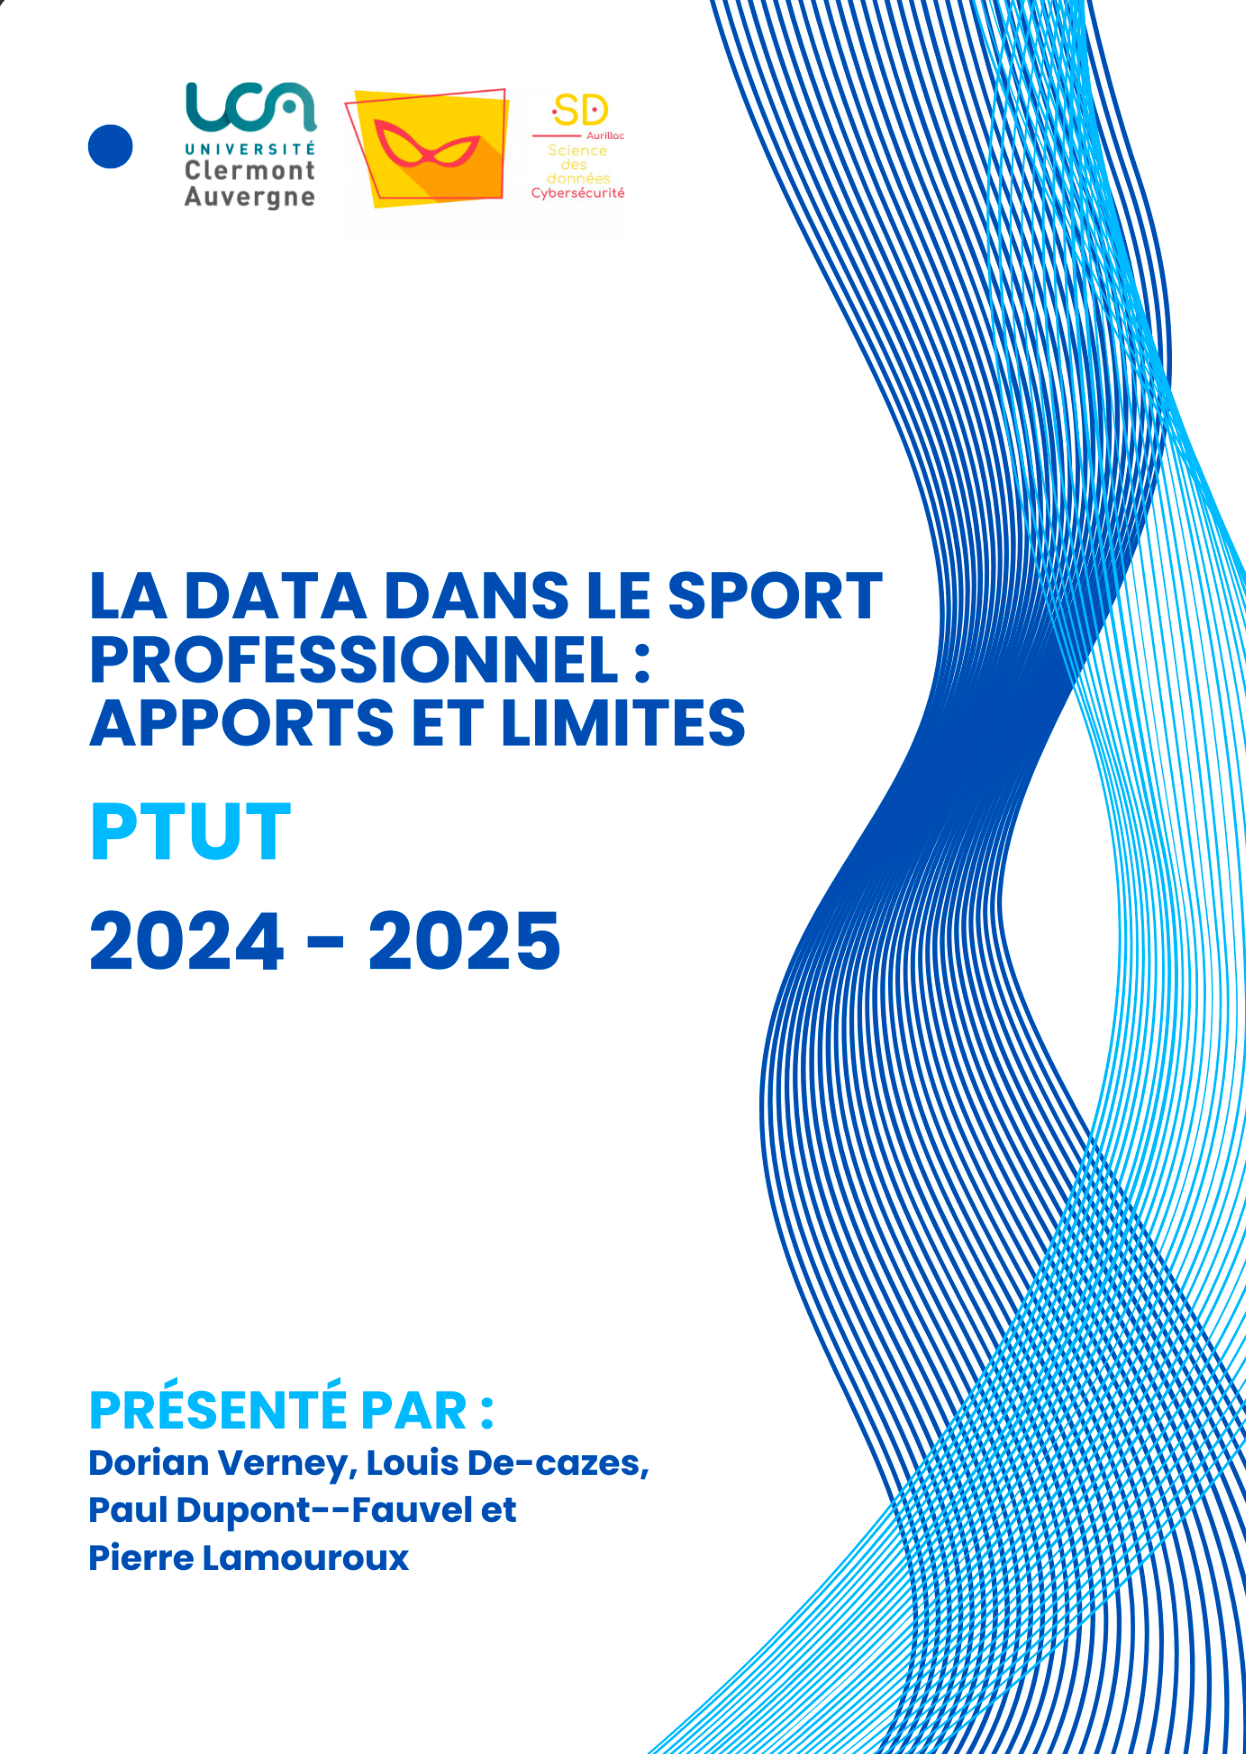 UCA
UNIVERSITÉ
Clermont
Auvergne
SD
Aurillac
Science
des
données
Cybersécurité
LA DATA DANS LE SPORT
PROFESSIONNEL :
APPORTS ET LIMITES
PTUT
2024 - 2025
PRÉSENTÉ PAR :
Dorian Verney, Louis De-cazes,
Paul Dupont--Fauvel et
Pierre Lamouroux